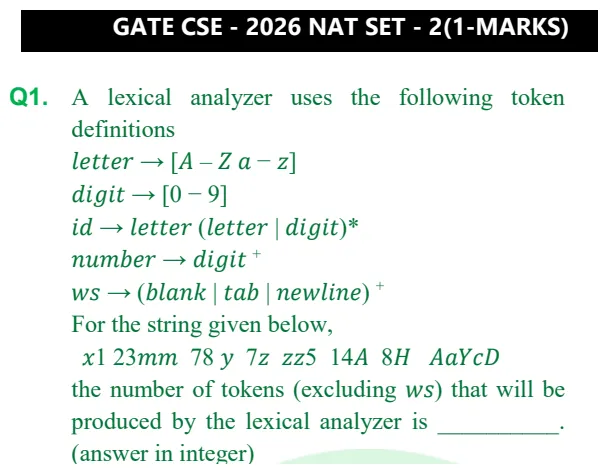 GATE CSE - 2026 NAT SET - 2(1-MARKS)
Q1. A lexical analyzer uses the following token
definitions
letter → [A – Z a − z]
digit → [0 − 9]
id → letter (letter | digit)*
number → digit +
ws → (blank | tab | newline) +
For the string given below,
x1 23mm 78 y 7z zz5 14A 8H AaYcD
the number of tokens (excluding ws) that will be
produced by the lexical analyzer is ___________.
(answer in integer)